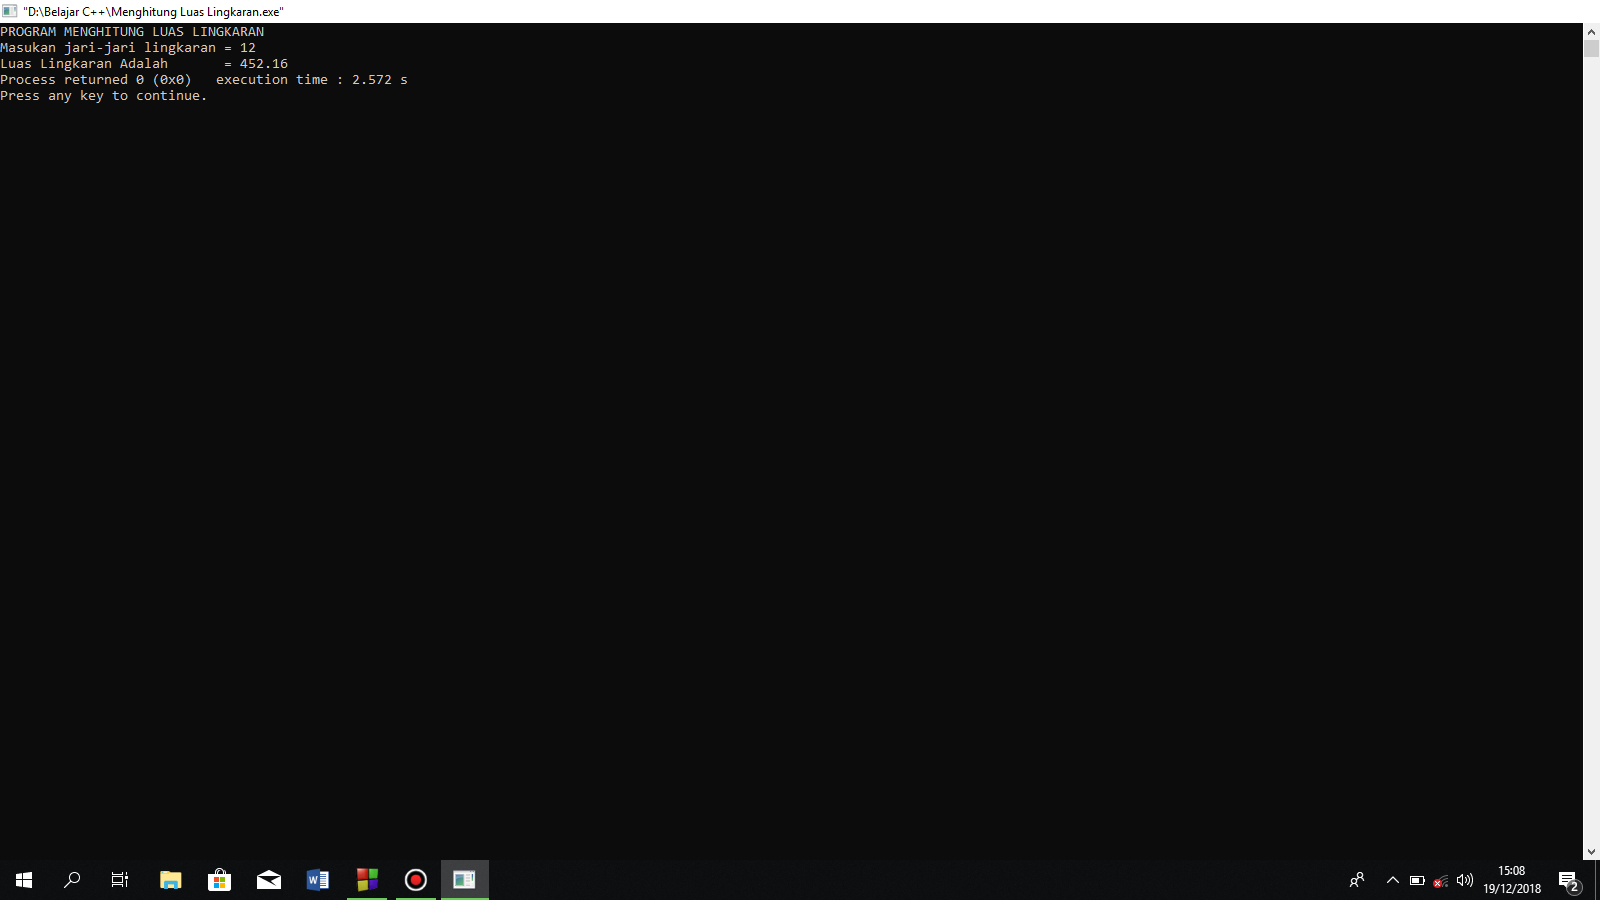 "D:\Belajar C++\Menghitung Luas Lingkaran.exe"
PROGRAM MENGHITUNG LUAS LINGKARAN
Masukan jari-jari lingkaran = 12
Luas Lingkaran Adalah       = 452.16
Process returned 0 (0x0)   execution time : 2.572 s
Press any key to continue.
W
15:08
19/12/2018
2